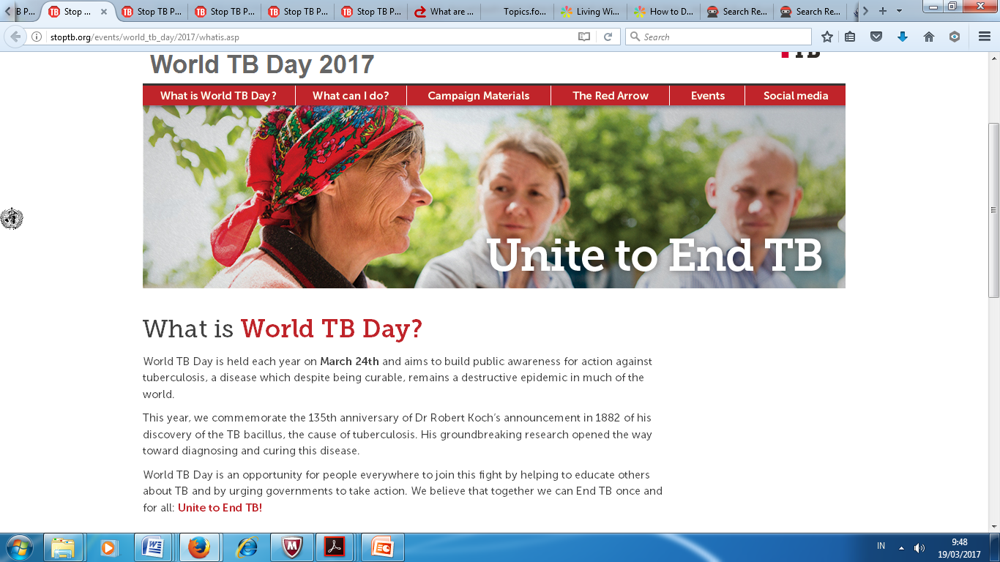 B P...
Stop ...
Stop TB P...
Stop TB P...
Stop TB P...
Stop TB P...
What are ...
Topics.fo...
Living Wi...
How to D...
Search Re...
Search Re...
stoptb.org/events/world_tb_day/2017/whatis.asp
Search
World TB Day 2017
TB
What is World TB Day?
What can I do?
Campaign Materials
The Red Arrow
Events
Social media
Unite to End TB
What is World TB Day?
World TB Day is held each year on March 24th and aims to build public awareness for action against
tuberculosis, a disease which despite being curable, remains a destructive epidemic in much of the
world.
This year, we commemorate the 135th anniversary of Dr Robert Koch's announcement in 1882 of his
discovery of the TB bacillus, the cause of tuberculosis. His groundbreaking research opened the way
toward diagnosing and curing this disease.
World TB Day is an opportunity for people everywhere to join this fight by helping to educate others
about TB and by urging governments to take action. We believe that together we can End TB once and
for all: Unite to End TB!
IN
9:48
19/03/2017